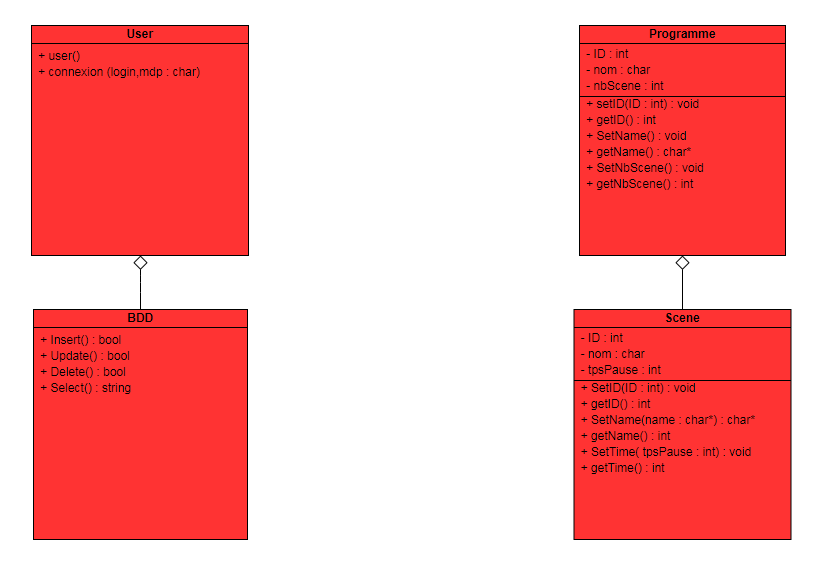 User
+ user()
+ connexion (login,mdp : char)
Programme
- ID : int
- nom : char
- nbScene : int
+ setID(ID : int) : void
+ getID() : int
+ SetName() : void
+ getName() : char*
+ SetNbScene() : void
+ getNbScene() : int
BDD
+ Insert() : bool
+ Update() : bool
+ Delete() : bool
+ Select() : string
Scene
- ID : int
- nom : char
- tpsPause : int
+ SetID(ID : int) : void
+ getID() : int
+ SetName(name : char*) : char*
+ getName() : int
+ SetTime( tpsPause : int) : void
+ getTime() : int